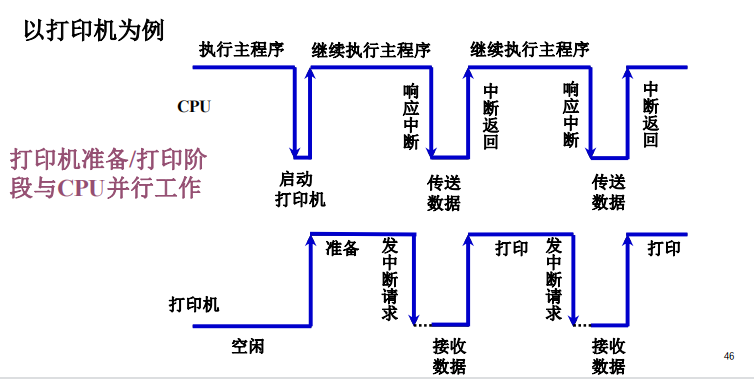 以打印机为例
执行主程序
继续执行主程序
继续执行主程序
CPU
响应中断
中断返回
响应中断
中断返回
打印机准备/打印阶
段与CPU并行工作
启动
打印机
传送
数据
传送
数据
准备
发中断请求
打印
发中断请求
打印
打印机
空闲
接收
数据
接收
数据
46